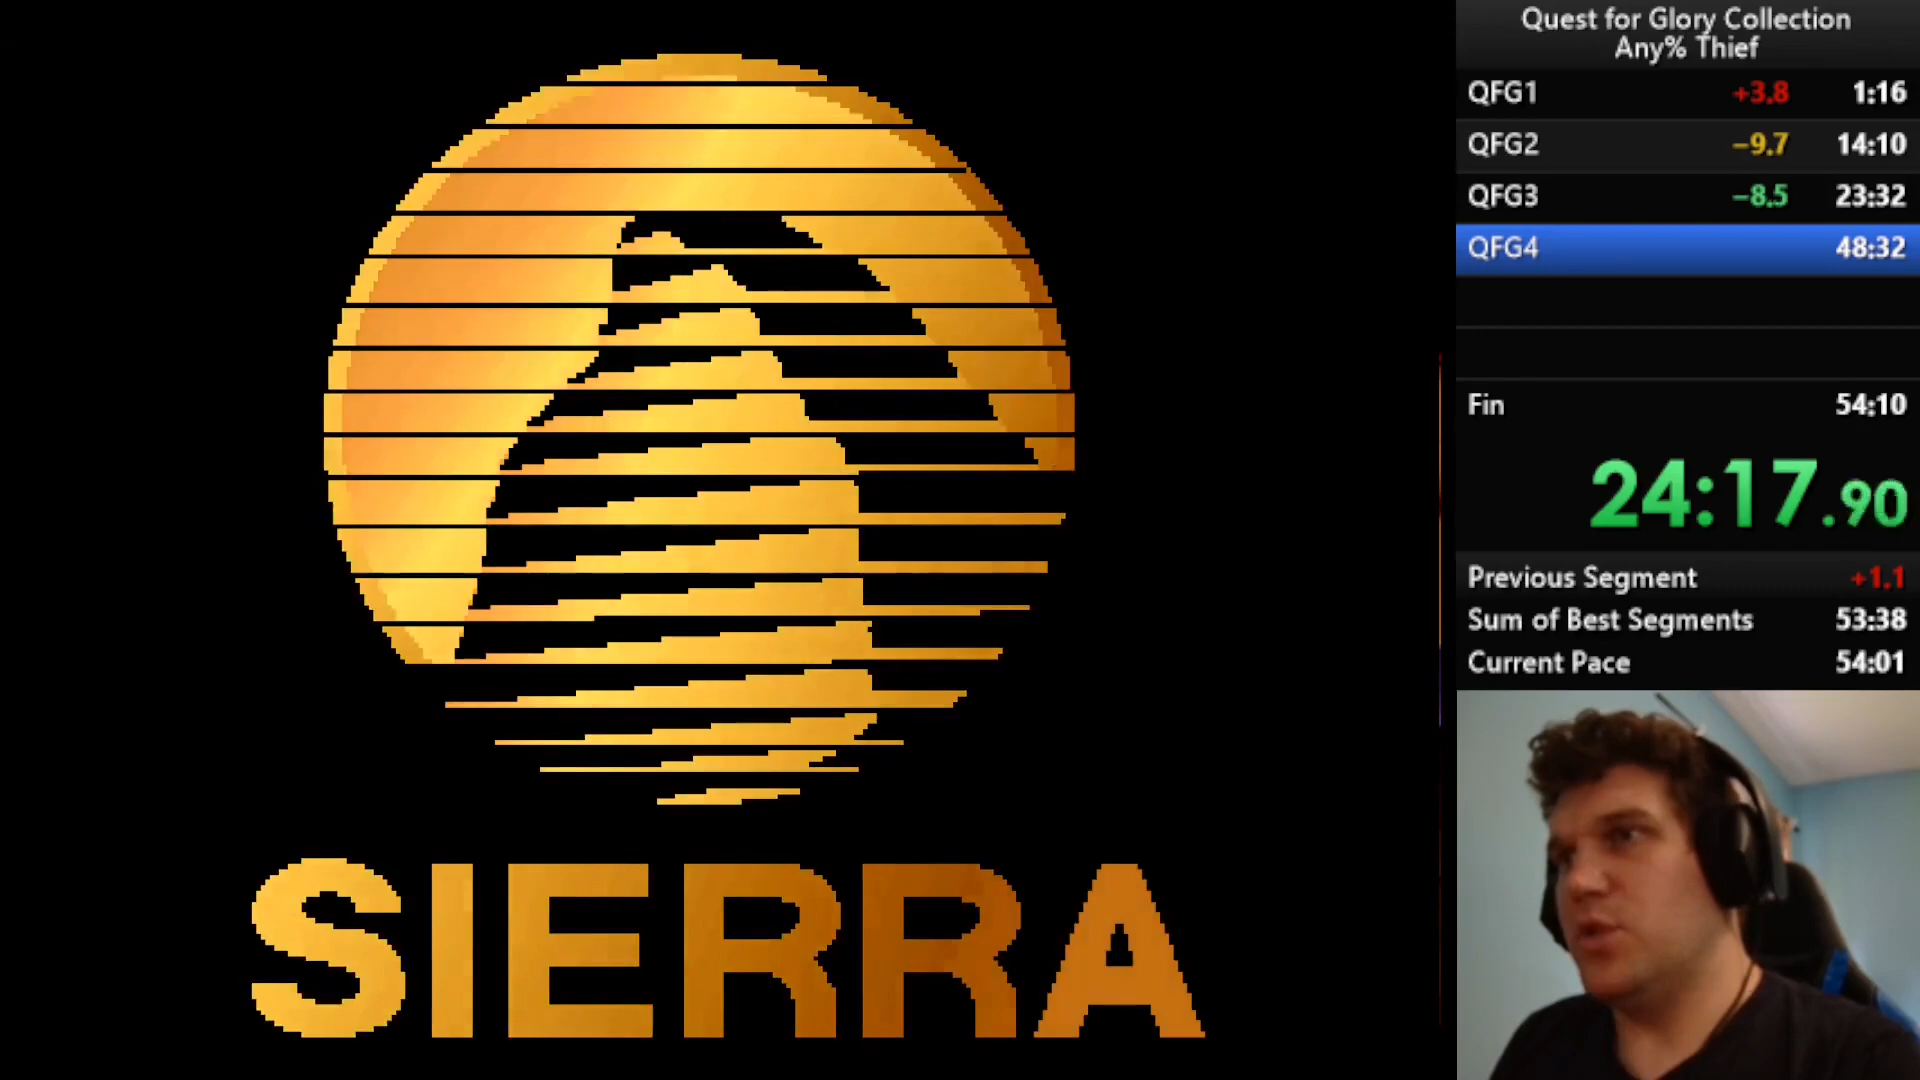 SIERRA
Quest for Glory Collection
Any% Thief
QFG1 +3.8 1:16
QFG2 −9.7 14:10
QFG3 −8.5 23:32
QFG4 48:32
Fin 54:10
24:17.90
Previous Segment +1.1
Sum of Best Segments 53:38
Current Pace 54:01